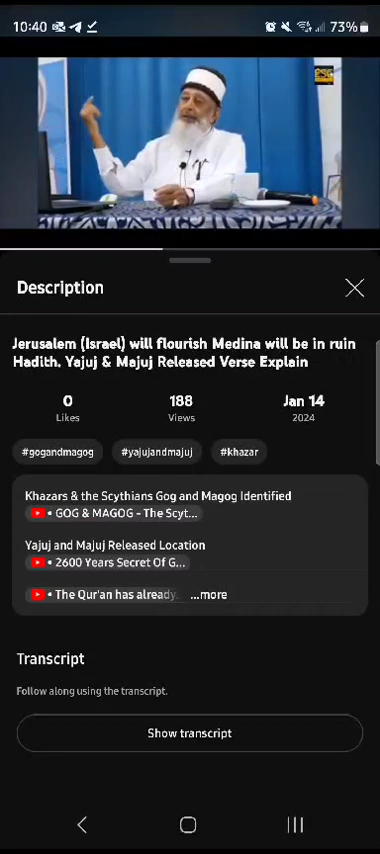 10:40 73%
PSG
Description
Jerusalem (Israel) will flourish Medina will be in ruin
Hadith. Yajuj & Majuj Released Verse Explain
0 188 Jan 14
Likes Views 2024
#gogandmagog #yajujandmajuj #khazar
Khazars & the Scythians Gog and Magog Identified
• GOG & MAGOG - The Scyt...
Yajuj and Majuj Released Location
• 2600 Years Secret Of G...
• The Qur'an has already ...more
Transcript
Follow along using the transcript.
Show transcript